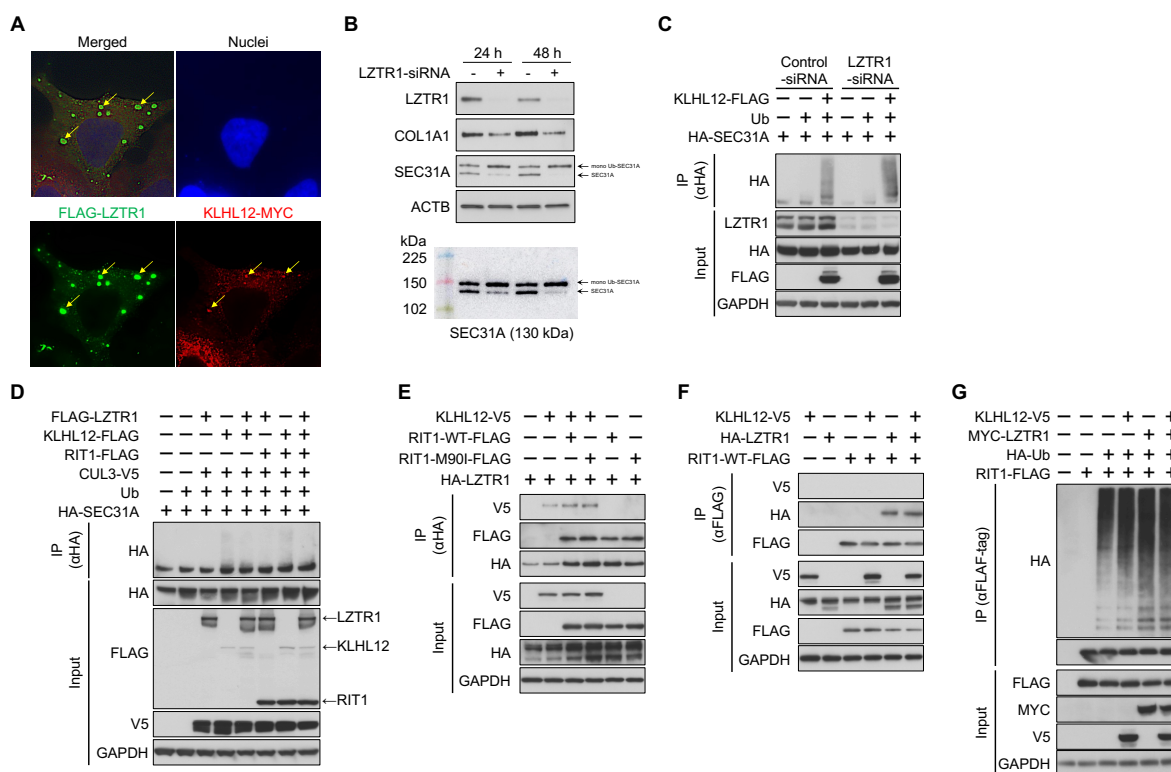 A
Merged
Nuclei
FLAG-LZTR1
KLHL12-MYC
B
24 h 48 h
LZTR1-siRNA - + - +
LZTR1
COL1A1
SEC31A
mono Ub-SEC31A
SEC31A
ACTB
kDa
225
150
102
mono Ub-SEC31A
SEC31A
SEC31A (130 kDa)
C
Control -siRNA
LZTR1 -siRNA
KLHL12-FLAG − − + − − +
Ub − + + − + +
HA-SEC31A + + + + + +
IP (αHA)
HA
Input
LZTR1
HA
FLAG
GAPDH
D
FLAG-LZTR1 − − + − + + − +
KLHL12-FLAG − − − + + − + +
RIT1-FLAG − − − − − + + +
CUL3-V5 − − + + + + + +
Ub − + + + + + + +
HA-SEC31A + + + + + + + +
IP (αHA)
HA
Input
HA
FLAG
←LZTR1
←KLHL12
←RIT1
V5
GAPDH
E
KLHL12-V5 − + + + − −
RIT1-WT-FLAG − − + − + −
RIT1-M90I-FLAG − − − + − +
HA-LZTR1 + + + + + +
IP (αHA)
V5
FLAG
HA
Input
V5
FLAG
HA
GAPDH
F
KLHL12-V5 + − − + − +
HA-LZTR1 − + − − + +
RIT1-WT-FLAG − − + + + +
IP (αFLAG)
V5
HA
FLAG
Input
V5
HA
FLAG
GAPDH
G
KLHL12-V5 − − − + − +
MYC-LZTR1 − − − − + +
HA-Ub − − + + + +
RIT1-FLAG − + + + + +
IP (αFLAF-tag)
HA
Input
FLAG
MYC
V5
GAPDH